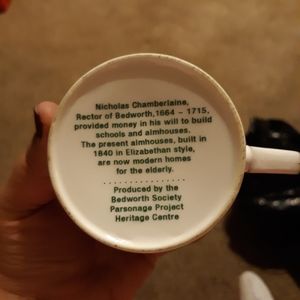 Nicholas Chamberlaine,
Rector of Bedworth,1664 - 1715,
provided money in his will to build
schools and almhouses.
The present almhouses, built in
1840 in Elizabethan style,
are now modern homes
for the elderly.
..................
Produced by the
Bedworth Society
Parsonage Project
Heritage Centre